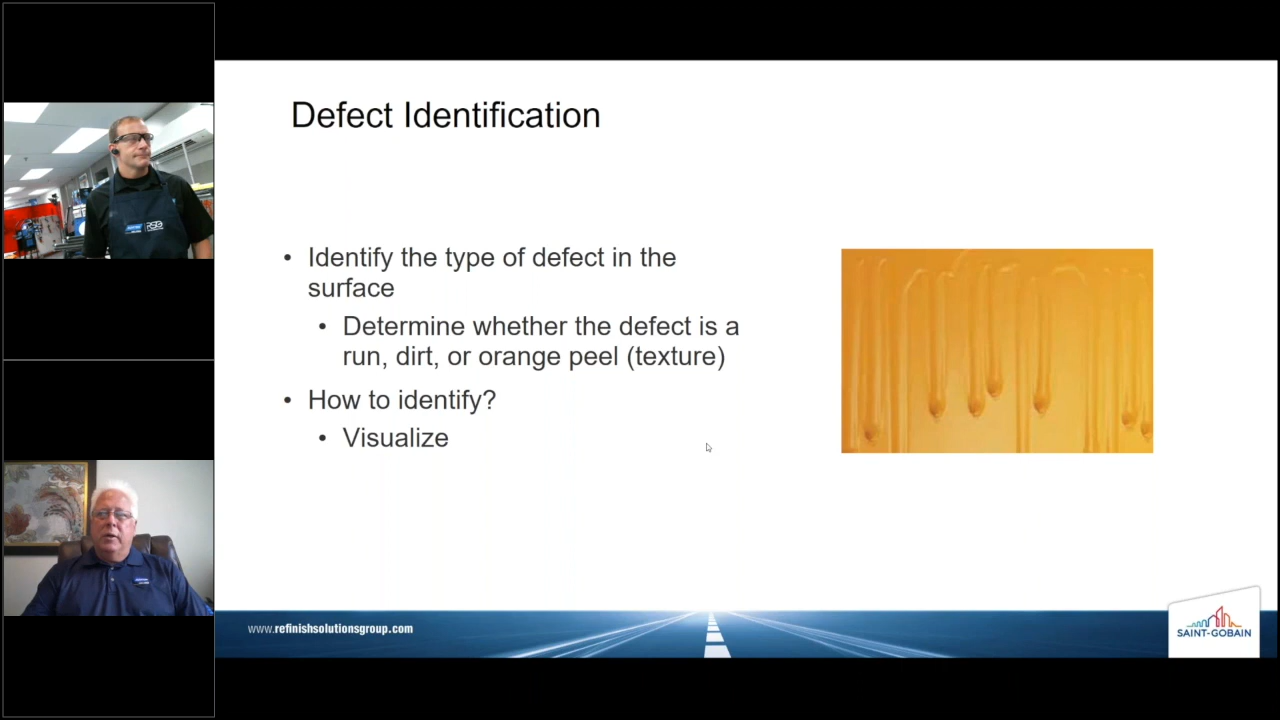 Defect Identification
• Identify the type of defect in the
surface
• Determine whether the defect is a
run, dirt, or orange peel (texture)
• How to identify?
• Visualize
www.refinishsolutionsgroup.com
SAINT-GOBAIN
RSG